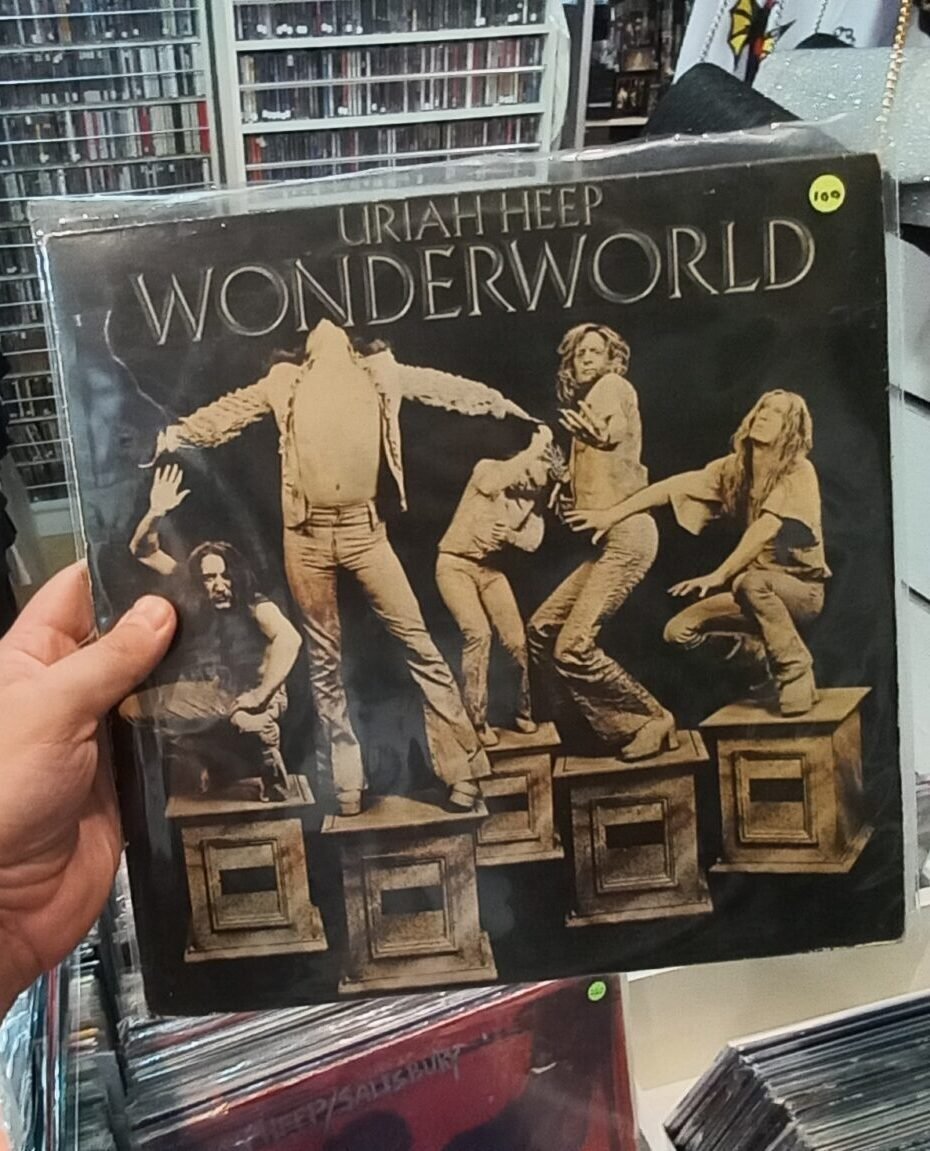 URIAH HEEP
WONDERWORLD
100
HEEP/SALISBURY